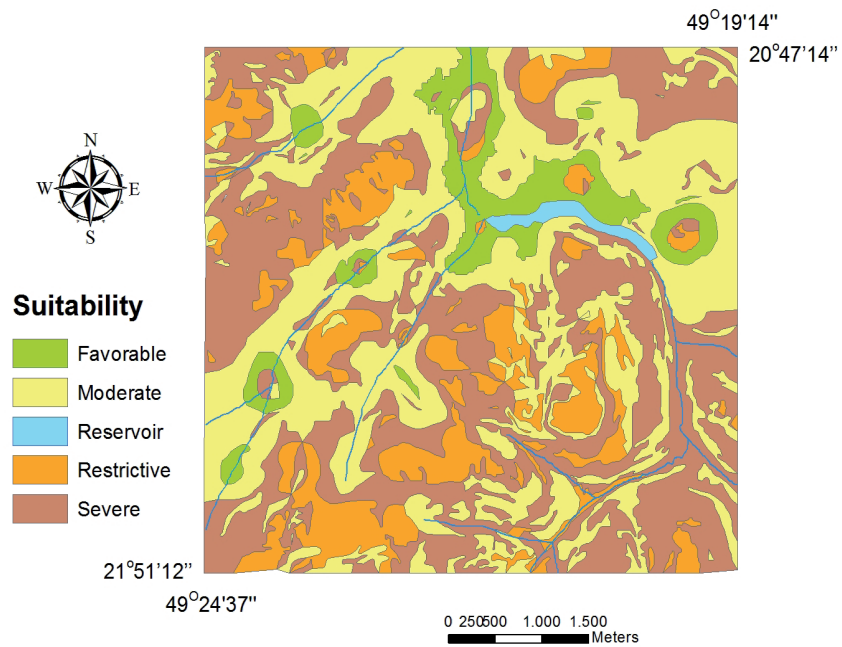 49°19'14"
20°47'14"
N
W E
S
Suitability
Favorable
Moderate
Reservoir
Restrictive
Severe
21°51'12"
49°24'37"
0 250500 1.000 1.500
Meters